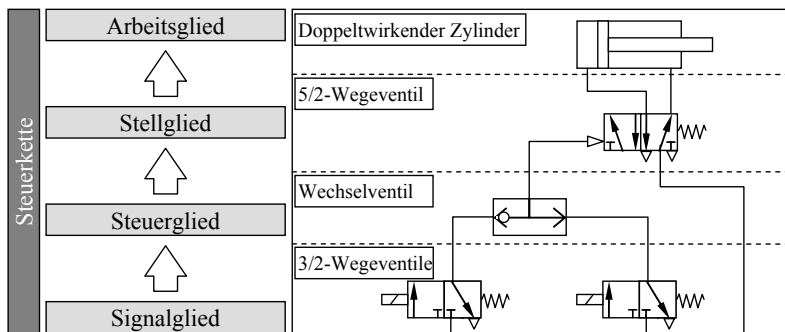 Steuerkette
Arbeitsglied
Stellglied
Steuerglied
Signalglied
Doppeltwirkender Zylinder
5/2-Wegeventil
Wechselventil
3/2-Wegeventile